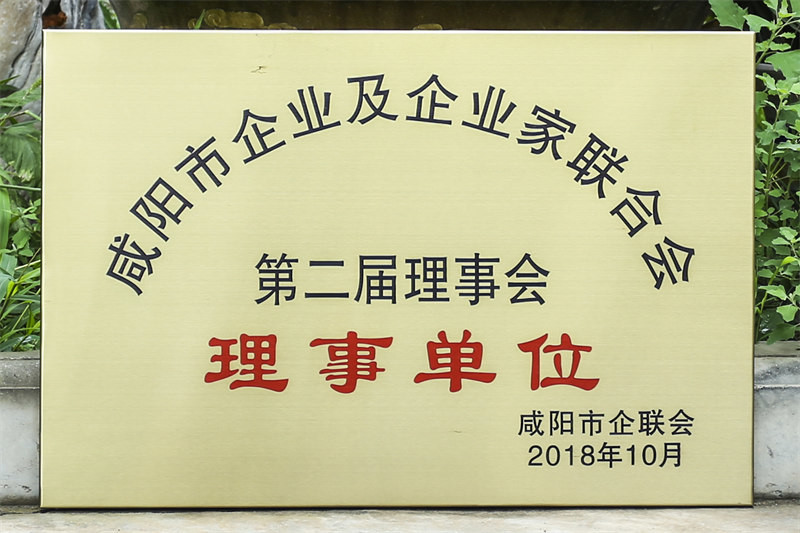 咸阳市企业及企业家联合会
第二届理事会
理事单位
咸阳市企联会
2018年10月